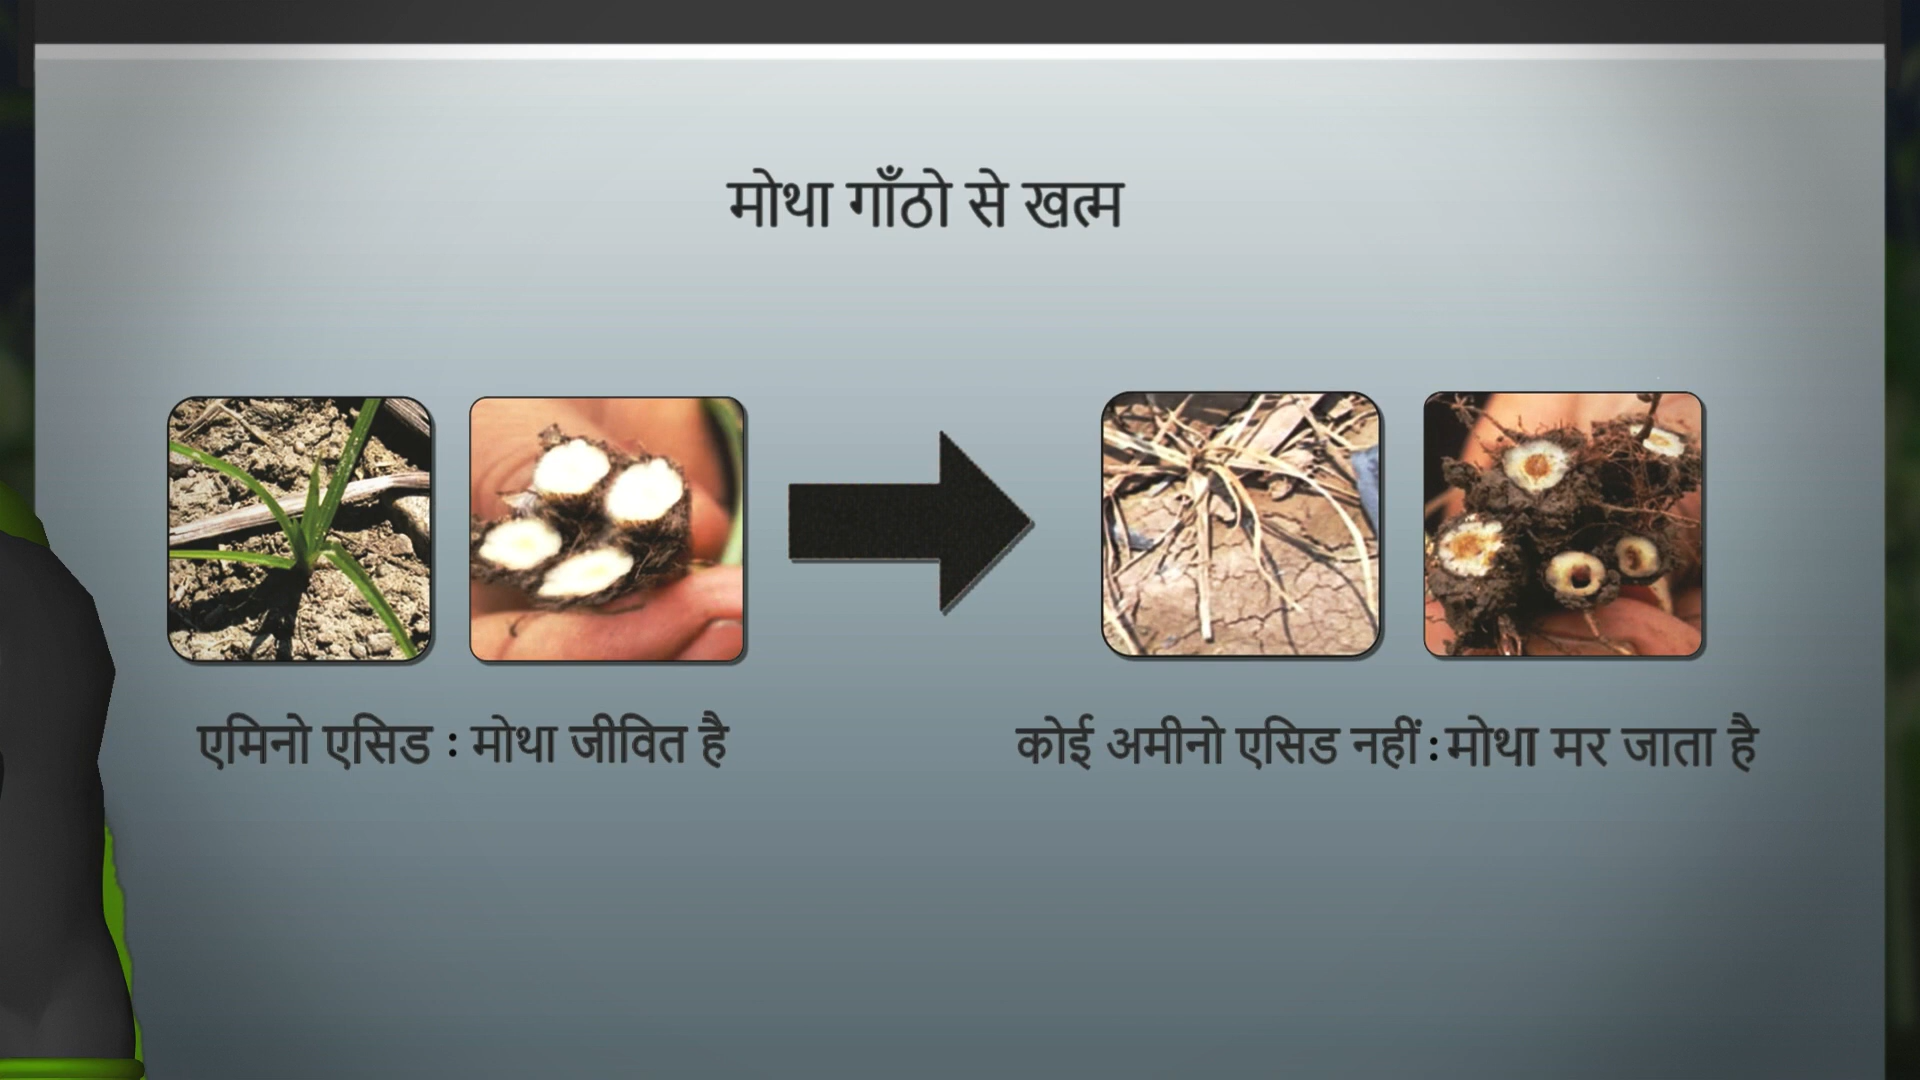 मोथा गाँठो से खत्म
एमिनो एसिड : मोथा जीवित है
कोई अमीनो एसिड नहीं : मोथा मर जाता है